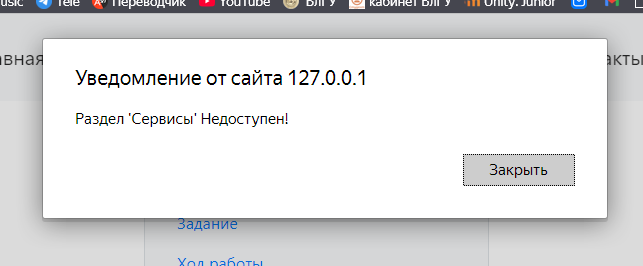 usic Tele Переводчик YouTube БлГУ кабинет БлГУ Unity. Junior
авная акты
Уведомление от сайта 127.0.0.1
Раздел 'Сервисы' Недоступен!
Закрыть
Задание
Ход работы